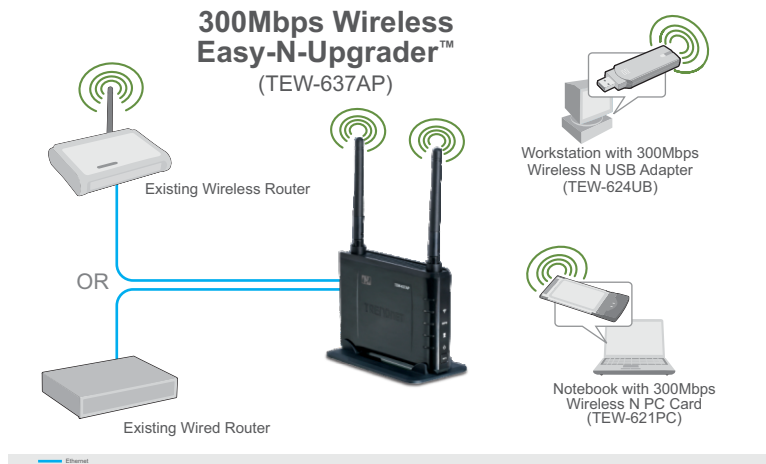 300Mbps Wireless
Easy-N-Upgrader™
(TEW-637AP)
Existing Wireless Router
OR
Existing Wired Router
Workstation with 300Mbps
Wireless N USB Adapter
(TEW-624UB)
Notebook with 300Mbps
Wireless N PC Card
(TEW-621PC)
Ethernet